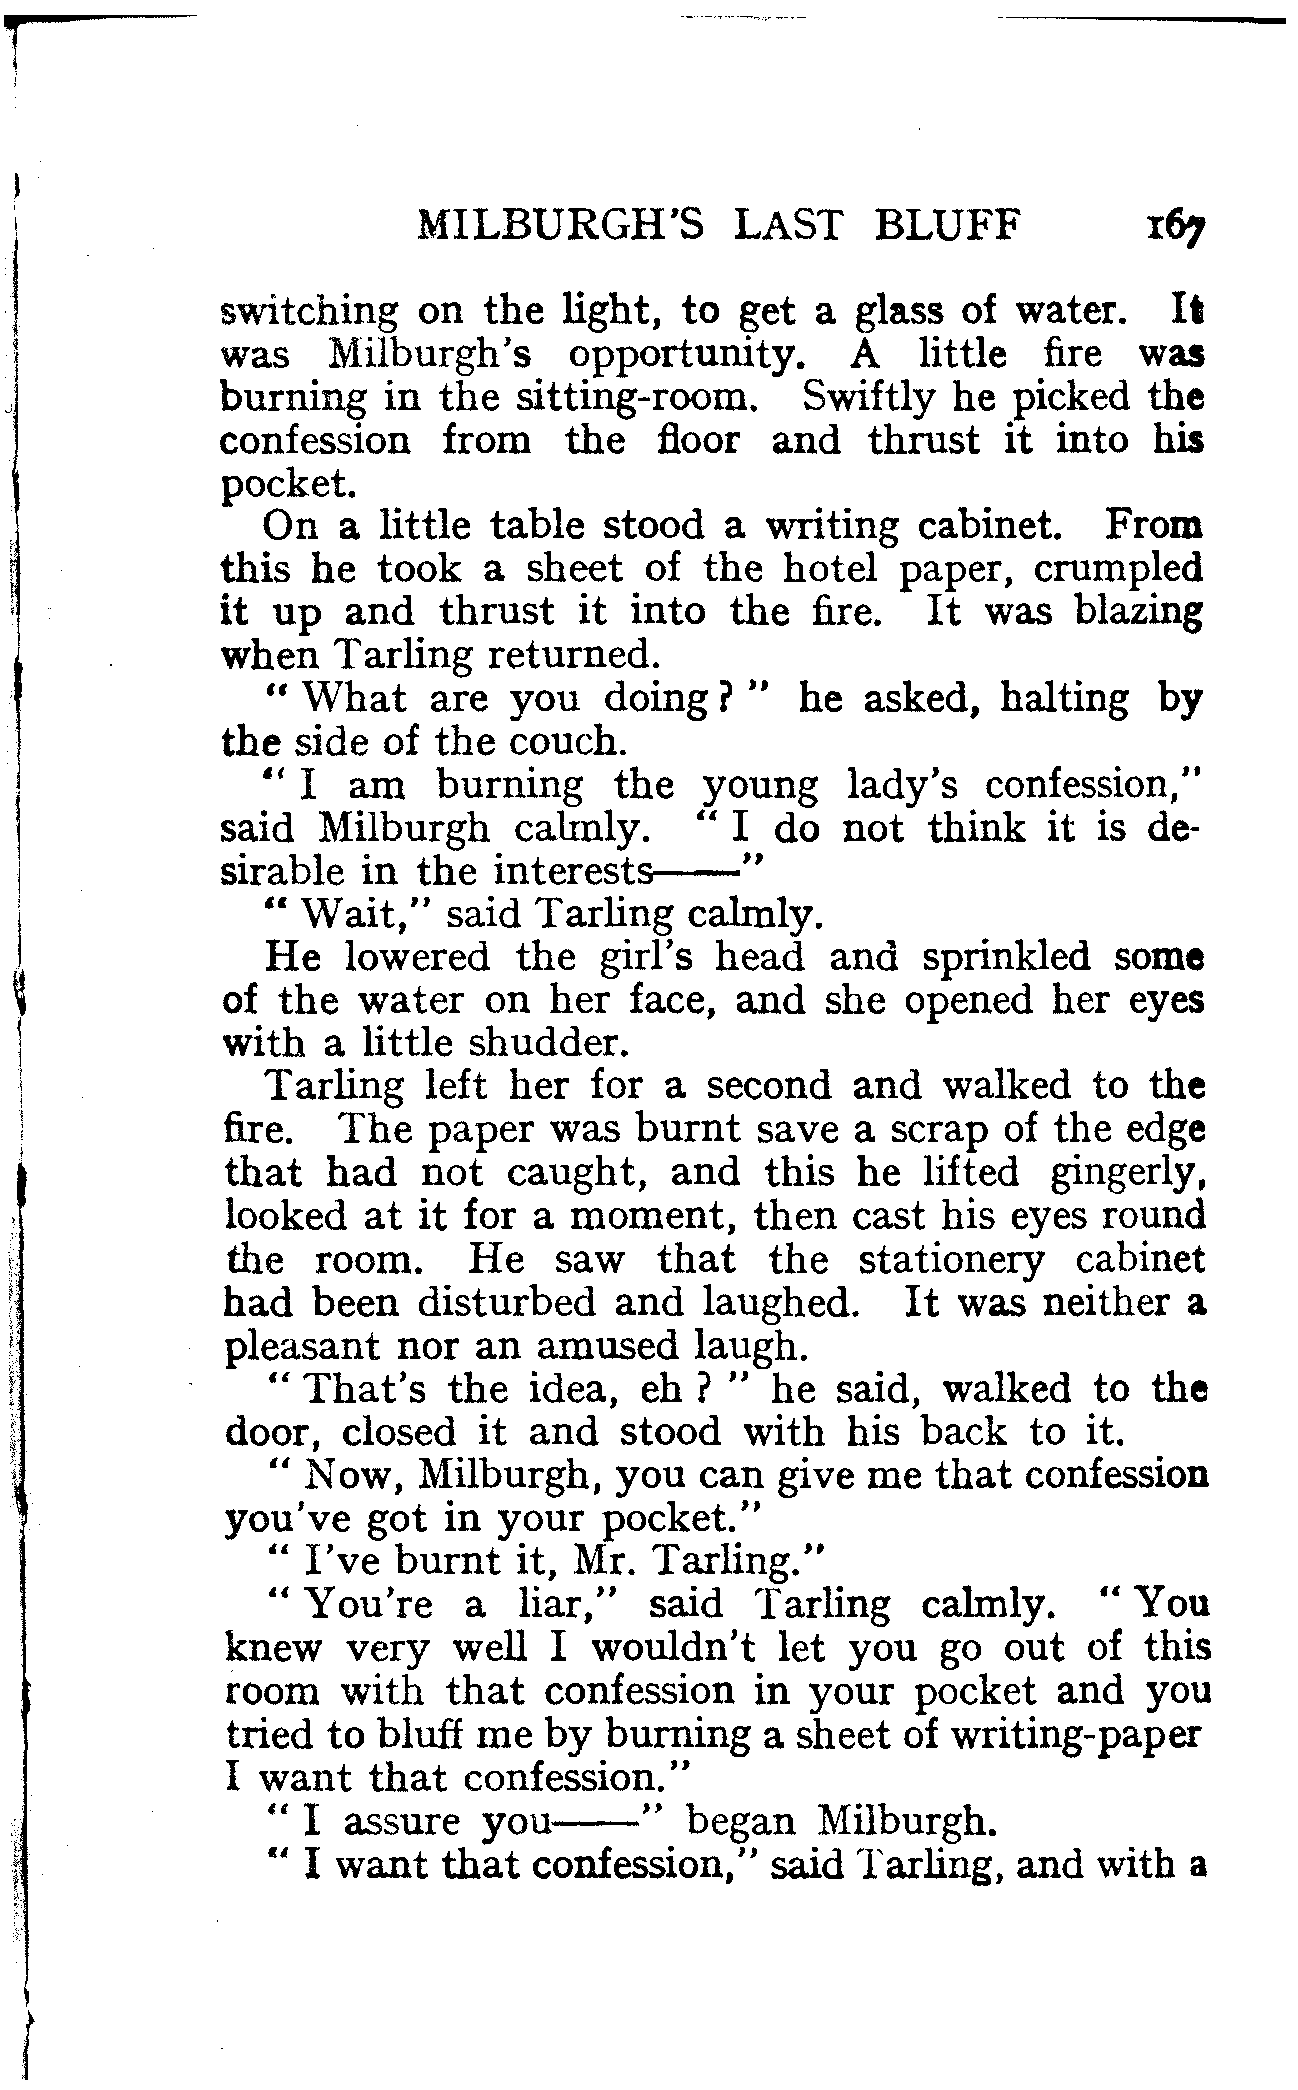 MILBURGH'S LAST BLUFF 167
switching on the light, to get a glass of water. It
was Milburgh's opportunity. A little fire was
burning in the sitting-room. Swiftly he picked the
confession from the floor and thrust it into his
pocket.
On a little table stood a writing cabinet. From
this he took a sheet of the hotel paper, crumpled
it up and thrust it into the fire. It was blazing
when Tarling returned.
“ What are you doing ? ” he asked, halting by
the side of the couch.
“ I am burning the young lady's confession,”
said Milburgh calmly. “ I do not think it is de-
sirable in the interests——”
“ Wait,” said Tarling calmly.
He lowered the girl's head and sprinkled some
of the water on her face, and she opened her eyes
with a little shudder.
Tarling left her for a second and walked to the
fire. The paper was burnt save a scrap of the edge
that had not caught, and this he lifted gingerly,
looked at it for a moment, then cast his eyes round
the room. He saw that the stationery cabinet
had been disturbed and laughed. It was neither a
pleasant nor an amused laugh.
“ That's the idea, eh ? ” he said, walked to the
door, closed it and stood with his back to it.
“ Now, Milburgh, you can give me that confession
you've got in your pocket.”
“ I've burnt it, Mr. Tarling.”
“ You're a liar,” said Tarling calmly. “ You
knew very well I wouldn't let you go out of this
room with that confession in your pocket and you
tried to bluff me by burning a sheet of writing-paper
I want that confession.”
“ I assure you——” began Milburgh.
“ I want that confession,” said Tarling, and with a